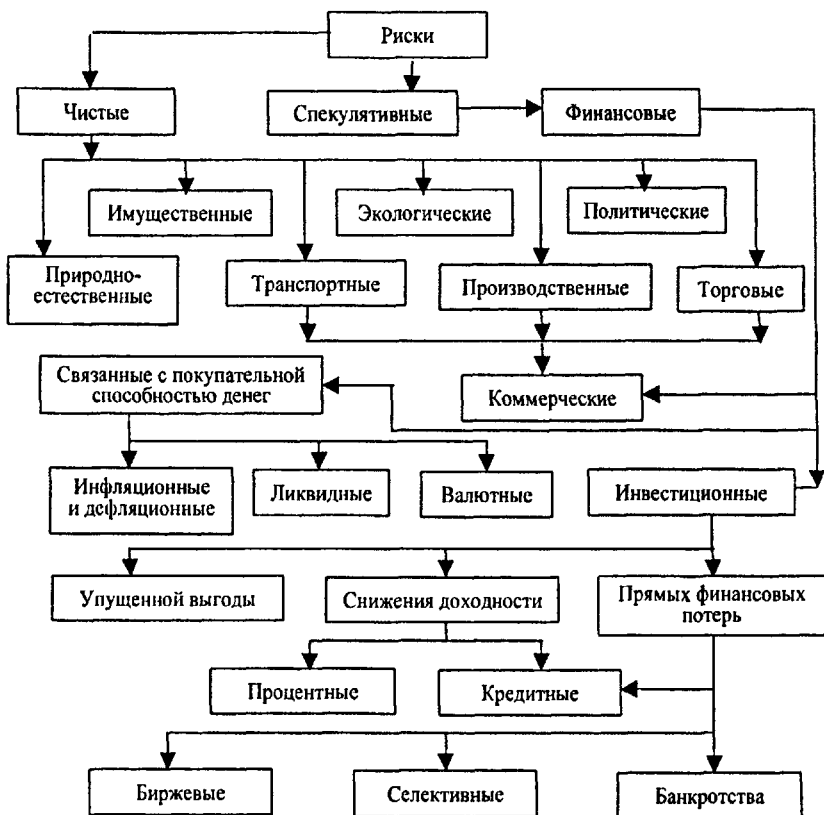 Риски
Чистые
Спекулятивные
Финансовые
Имущественные
Экологические
Политические
Природно-
естественные
Транспортные
Производственные
Торговые
Связанные с покупательной
способностью денег
Коммерческие
Инфляционные
и дефляционные
Ликвидные
Валютные
Инвестиционные
Упущенной выгоды
Снижения доходности
Прямых финансовых
потерь
Процентные
Кредитные
Биржевые
Селективные
Банкротства